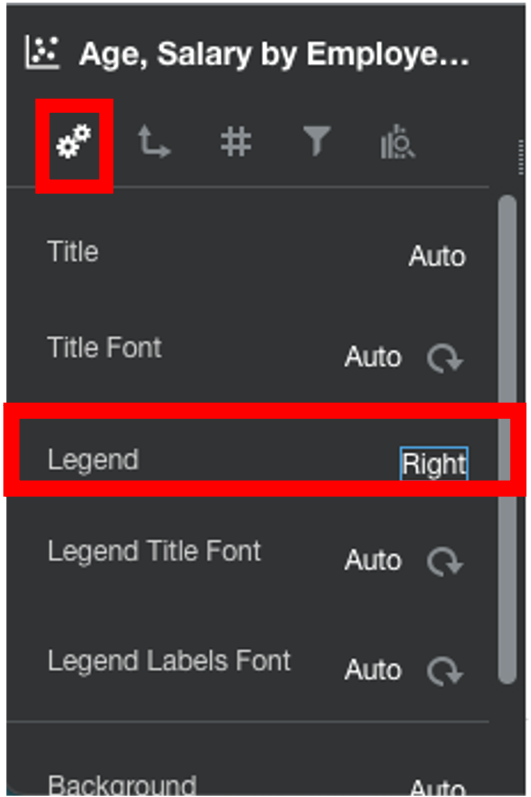 Age, Salary by Employe...
Title Auto
Title Font Auto
Legend Right
Legend Title Font Auto
Legend Labels Font Auto
Background Auto